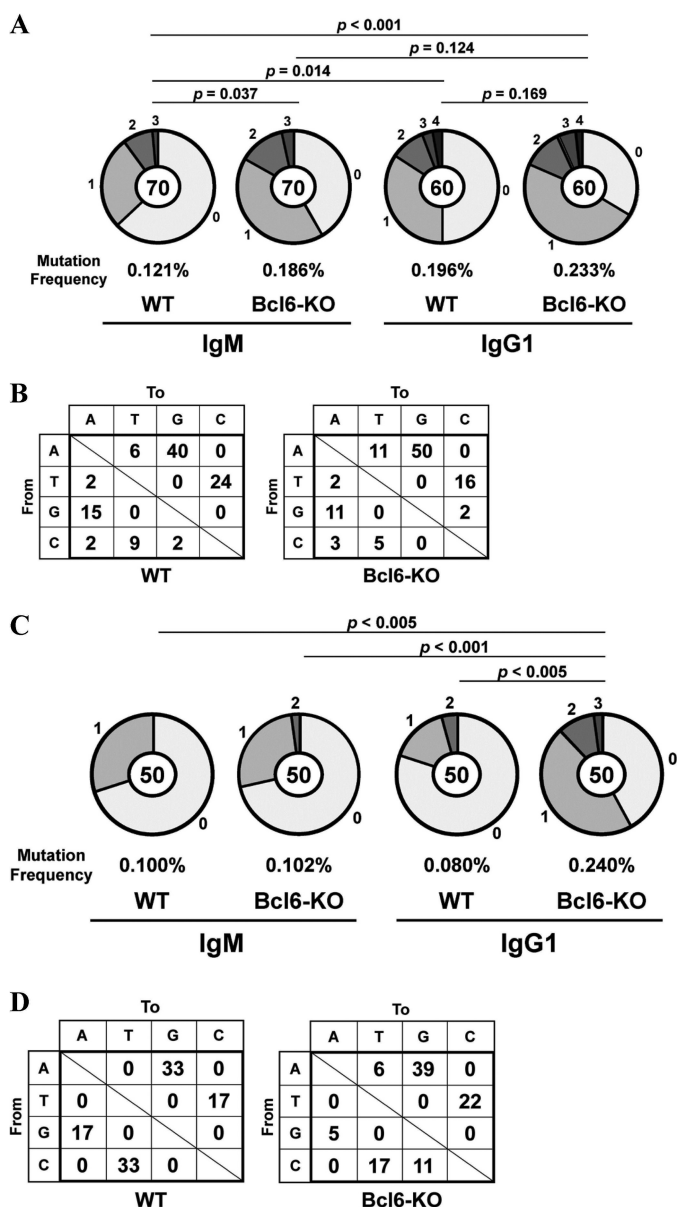 A
p < 0.001
p = 0.124
p = 0.014
p = 0.037 p = 0.169
0 1 2 3 70
0 1 2 3 70
0 1 2 3 4 60
0 1 2 3 4 60
Mutation Frequency 0.121% 0.186% 0.196% 0.233%
WT Bcl6-KO WT Bcl6-KO
IgM IgG1
B
To
A T G C
From
A 6 40 0
T 2 0 24
G 15 0 0
C 2 9 2
WT
To
A T G C
From
A 11 50 0
T 2 0 16
G 11 0 2
C 3 5 0
Bcl6-KO
C
p < 0.005
p < 0.001
p < 0.005
0 1 50
0 1 2 50
0 1 2 50
0 1 2 3 50
Mutation Frequency 0.100% 0.102% 0.080% 0.240%
WT Bcl6-KO WT Bcl6-KO
IgM IgG1
D
To
A T G C
From
A 0 33 0
T 0 0 17
G 17 0 0
C 0 33 0
WT
To
A T G C
From
A 6 39 0
T 0 0 22
G 5 0 0
C 0 17 11
Bcl6-KO